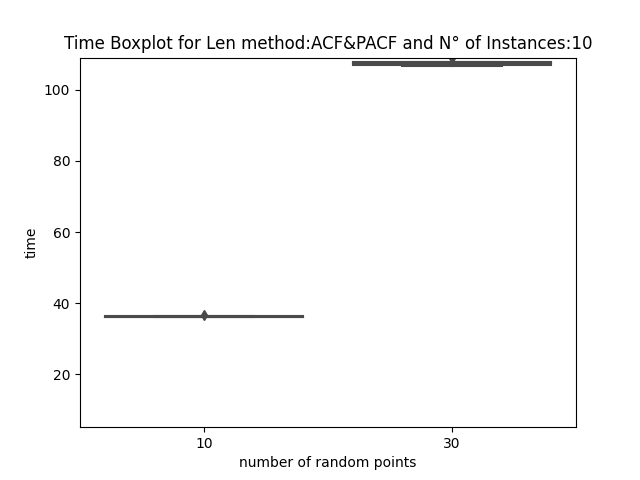 Time Boxplot for Len method:ACF&PACF and N° of Instances:10
100
80
60
40
20
time
10
30
number of random points